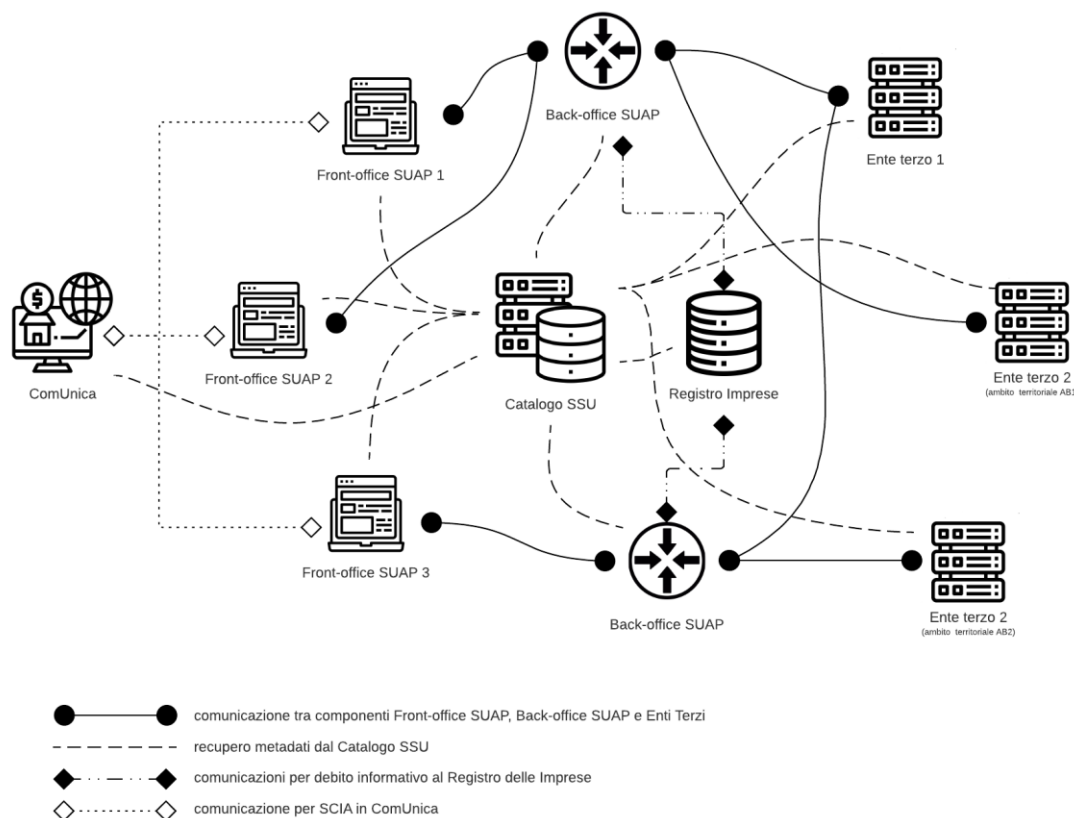 Back-office SUAP
Ente terzo 1
Front-office SUAP 1
ComUnica
Front-office SUAP 2
Catalogo SSU
Registro Imprese
Ente terzo 2
(ambito territoriale AB1
Front-office SUAP 3
Back-office SUAP
Ente terzo 2
(ambito territoriale AB2)
comunicazione tra componenti Front-office SUAP, Back-office SUAP e Enti Terzi
recupero metadati dal Catalogo SSU
comunicazioni per debito informativo al Registro delle Imprese
comunicazione per SCIA in ComUnica